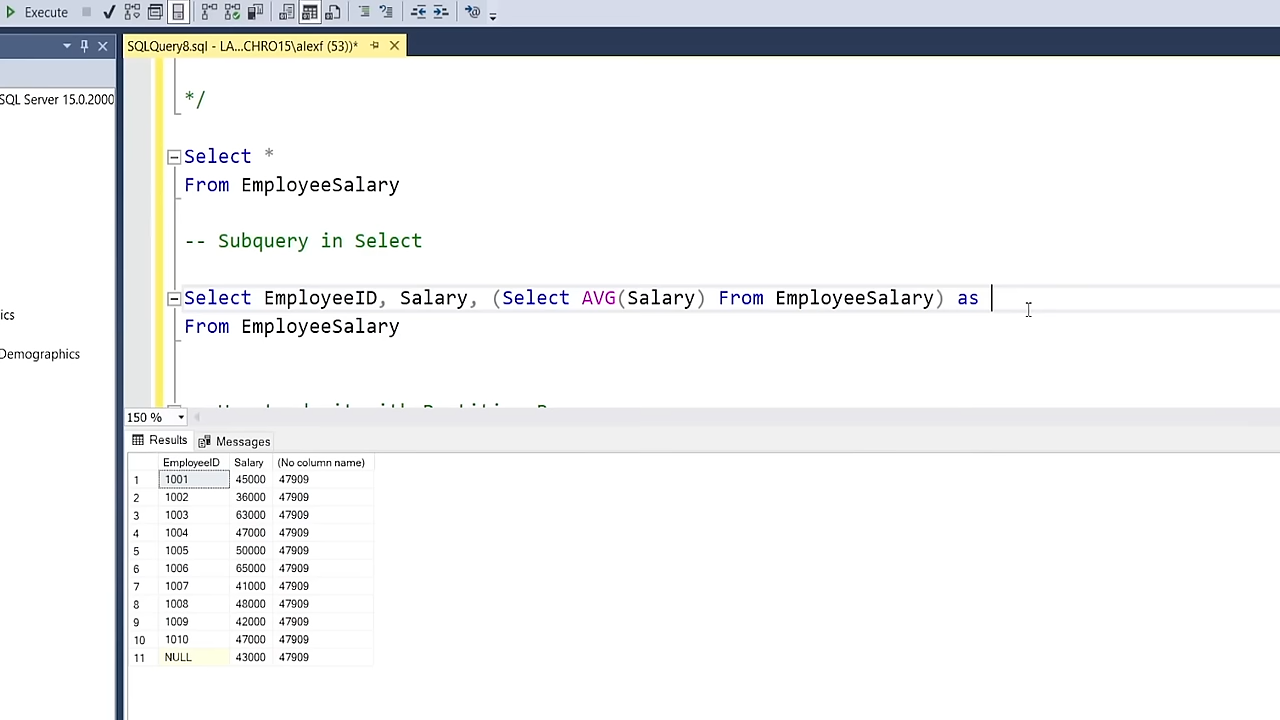 Execute
SQLQuery8.sql - LA...CHRO15\alexf (53))*
SQL Server 15.0.2000
ics
Demographics
*/
Select *
From EmployeeSalary
-- Subquery in Select
Select EmployeeID, Salary, (Select AVG(Salary) From EmployeeSalary) as
From EmployeeSalary
150 %
Results Messages
EmployeeID Salary (No column name)
1 1001 45000 47909
2 1002 36000 47909
3 1003 63000 47909
4 1004 47000 47909
5 1005 50000 47909
6 1006 65000 47909
7 1007 41000 47909
8 1008 48000 47909
9 1009 42000 47909
10 1010 47000 47909
11 NULL 43000 47909